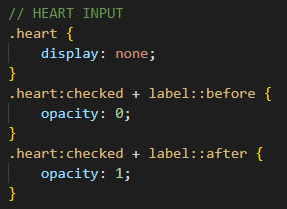 // HEART INPUT
.heart {
    display: none;
}
.heart:checked + label::before {
    opacity: 0;
}
.heart:checked + label::after {
    opacity: 1;
}